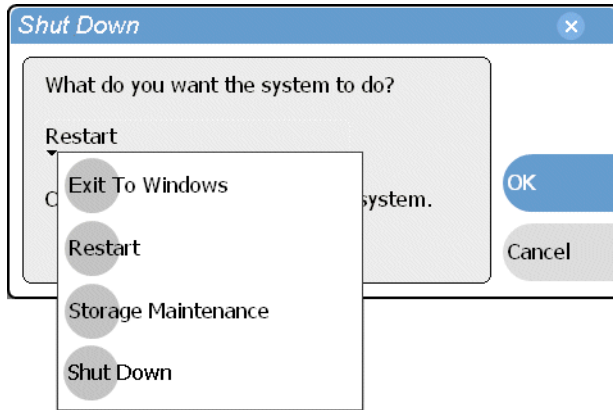 Shut Down
What do you want the system to do?
Restart
Exit To Windows
C system.
Restart
Storage Maintenance
Shut Down
OK
Cancel